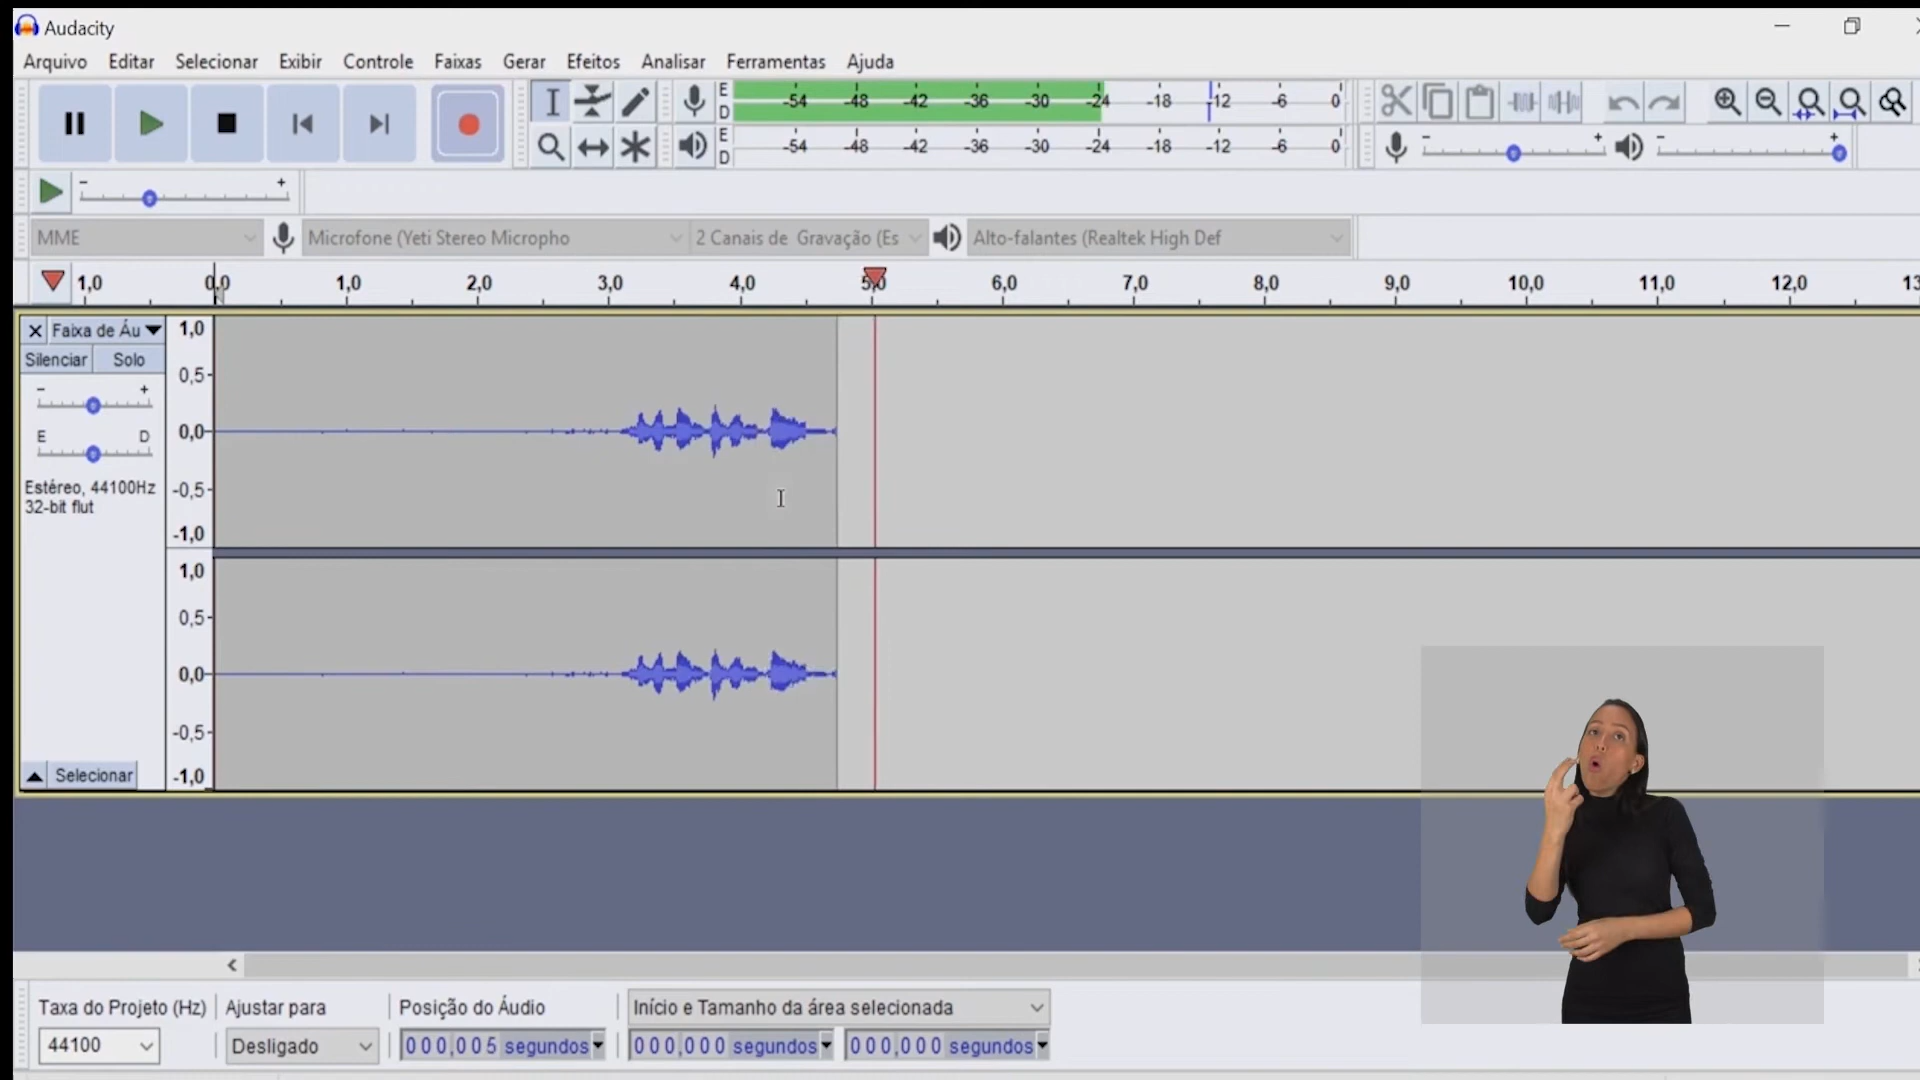 Audacity
Arquivo Editar Selecionar Exibir Controle Faixas Gerar Efeitos Analisar Ferramentas Ajuda
E -54 -48 -42 -36 -30 -24 -18 -12 -6 0
D
E -54 -48 -42 -36 -30 -24 -18 -12 -6 0
D
- +
- +
- +
MME Microfone (Yeti Stereo Micropho 2 Canais de Gravação (Es Alto-falantes (Realtek High Def
1,0 0,0 1,0 2,0 3,0 4,0 5,0 6,0 7,0 8,0 9,0 10,0 11,0 12,0 13
Faixa de Áu 1,0
Silenciar Solo 0,5-
- +
E D 0,0-
Estéreo, 44100Hz -0,5-
32-bit flut
-1,0
1,0
0,5-
0,0-
-0,5-
Selecionar -1,0
Taxa do Projeto (Hz) Ajustar para Posição do Áudio Início e Tamanho da área selecionada
44100 Desligado 000,005 segundos 000,000 segundos 000,000 segundos